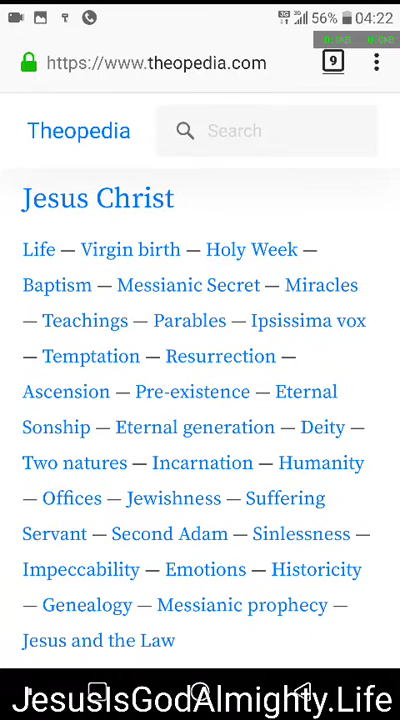 56% 04:22
https://www.theopedia.com
9
Theopedia
Search
Jesus Christ
Life — Virgin birth — Holy Week —
Baptism — Messianic Secret — Miracles
— Teachings — Parables — Ipsissima vox
— Temptation — Resurrection —
Ascension — Pre-existence — Eternal
Sonship — Eternal generation — Deity —
Two natures — Incarnation — Humanity
— Offices — Jewishness — Suffering
Servant — Second Adam — Sinlessness —
Impeccability — Emotions — Historicity
— Genealogy — Messianic prophecy —
Jesus and the Law
JesusIsGodAlmighty.Life